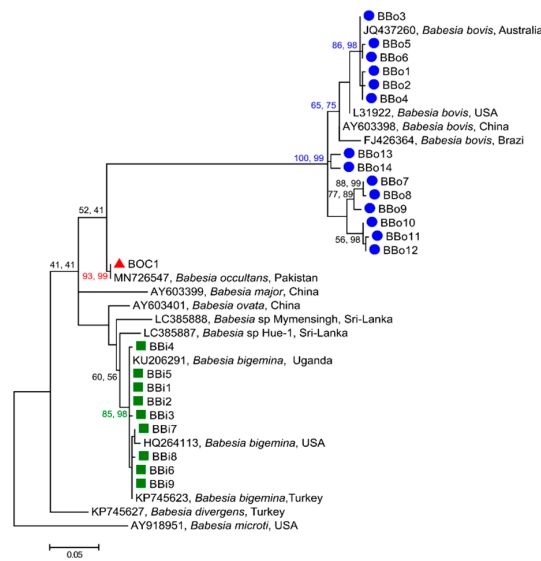 BBo3
JQ437260, Babesia bovis, Australia
86, 98
BBo5
BBo6
BBo1
BBo2
BBo4
65, 75
L31922, Babesia bovis, USA
AY603398, Babesia bovis, China
FJ426364, Babesia bovis, Brazi
100, 99
BBo13
BBo14
88, 99
BBo7
77, 89
BBo8
BBo9
BBo10
56, 98
BBo11
BBo12
52, 41
41, 41
BOC1
93, 99
MN726547, Babesia occultans, Pakistan
AY603399, Babesia major, China
AY603401, Babesia ovata, China
LC385888, Babesia sp Mymensingh, Sri-Lanka
LC385887, Babesia sp Hue-1, Sri-Lanka
BBi4
KU206291, Babesia bigemina, Uganda
60, 56
BBi5
BBi1
BBi2
85, 98
BBi3
BBi7
HQ264113, Babesia bigemina, USA
BBi8
BBi6
BBi9
KP745623, Babesia bigemina,Turkey
KP745627, Babesia divergens, Turkey
AY918951, Babesia microti, USA
0.05